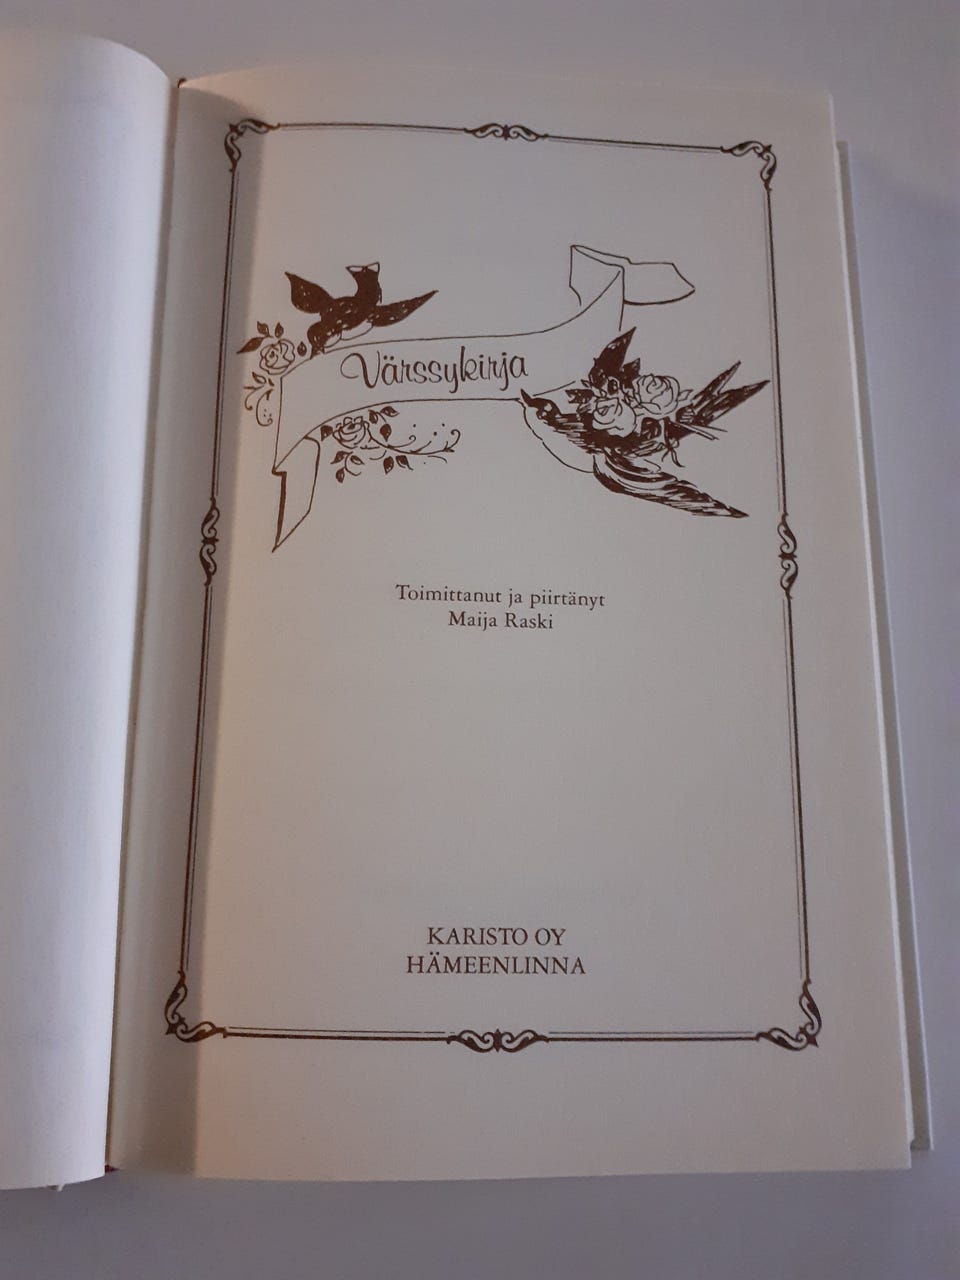 Värssykirja
Toimittanut ja piirtänyt
Maija Raski
KARISTO OY
HÄMEENLINNA